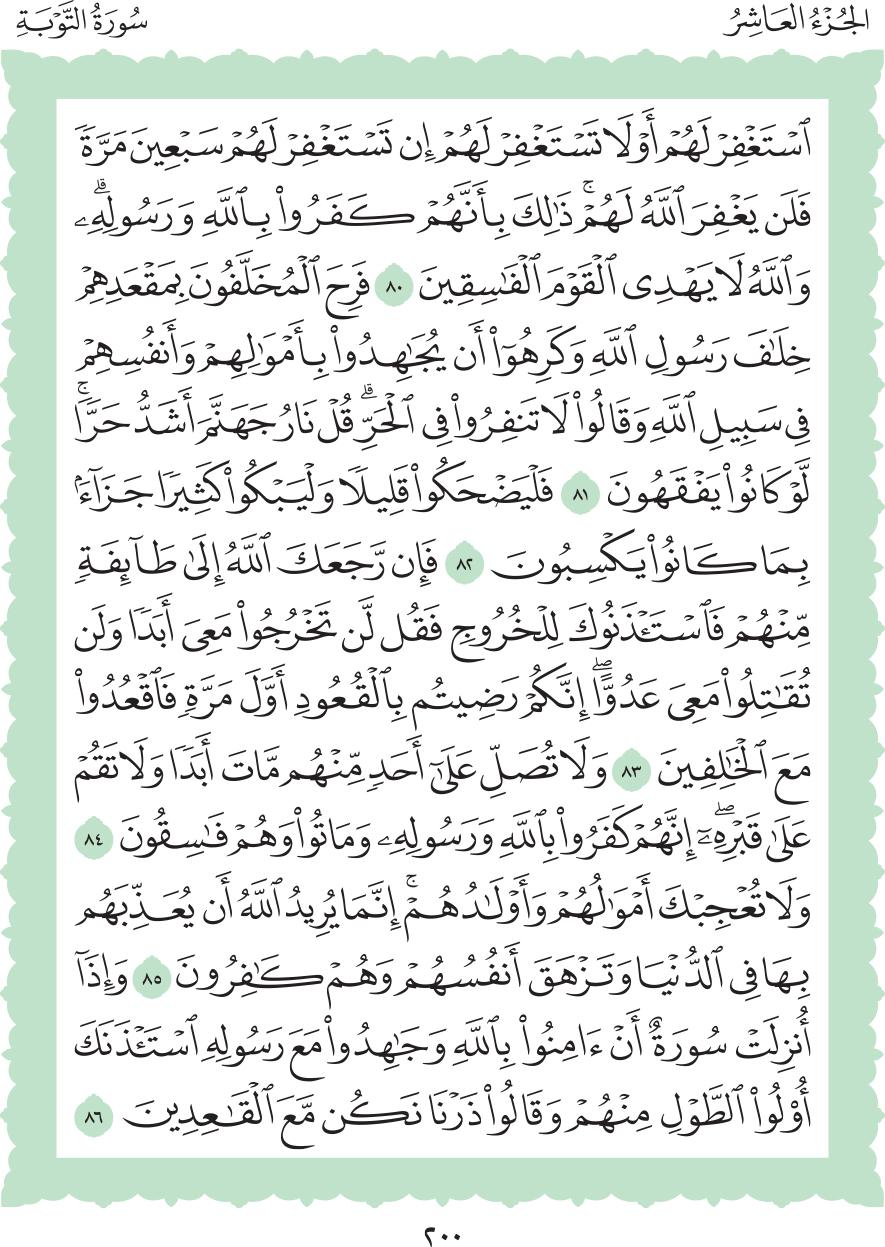 الجُزْءُ العَاشِرُ
سُورَةُ التَّوْبَةِ
ٱسْتَغْفِرْ لَهُمْ أَوْ لَا تَسْتَغْفِرْ لَهُمْ إِن تَسْتَغْفِرْ لَهُمْ سَبْعِينَ مَرَّةٗ
فَلَن يَغْفِرَ ٱللَّهُ لَهُمْۚ ذَٰلِكَ بِأَنَّهُمْ كَفَرُواْ بِٱللَّهِ وَرَسُولِهِۦۗ
وَٱللَّهُ لَا يَهْدِي ٱلْقَوْمَ ٱلْفَٰسِقِينَ ٨٠ فَرِحَ ٱلْمُخَلَّفُونَ بِمَقْعَدِهِمْ
خِلَٰفَ رَسُولِ ٱللَّهِ وَكَرِهُوٓاْ أَن يُجَٰهِدُواْ بِأَمْوَٰلِهِمْ وَأَنفُسِهِمْ
فِي سَبِيلِ ٱللَّهِ وَقَالُواْ لَا تَنفِرُواْ فِي ٱلْحَرِّۗ قُلْ نَارُ جَهَنَّمَ أَشَدُّ حَرّٗاۚ
لَّوْ كَانُواْ يَفْقَهُونَ ٨١ فَلْيَضْحَكُواْ قَلِيلٗا وَلْيَبْكُواْ كَثِيرٗا جَزَآءَۢ
بِمَا كَانُواْ يَكْسِبُونَ ٨٢ فَإِن رَّجَعَكَ ٱللَّهُ إِلَىٰ طَآئِفَةٖ
مِّنْهُمْ فَٱسْتَـْٔذَنُوكَ لِلْخُرُوجِ فَقُل لَّن تَخْرُجُواْ مَعِيَ أَبَدٗا وَلَن
تُقَٰتِلُواْ مَعِيَ عَدُوًّاۖ إِنَّكُمْ رَضِيتُم بِٱلْقُعُودِ أَوَّلَ مَرَّةٖ فَٱقْعُدُواْ
مَعَ ٱلْخَٰلِفِينَ ٨٣ وَلَا تُصَلِّ عَلَىٰٓ أَحَدٖ مِّنْهُم مَّاتَ أَبَدٗا وَلَا تَقُمْ
عَلَىٰ قَبْرِهِۦٓۖ إِنَّهُمْ كَفَرُواْ بِٱللَّهِ وَرَسُولِهِۦ وَمَاتُواْ وَهُمْ فَٰسِقُونَ ٨٤
وَلَا تُعْجِبْكَ أَمْوَٰلُهُمْ وَأَوْلَٰدُهُمْۚ إِنَّمَا يُرِيدُ ٱللَّهُ أَن يُعَذِّبَهُم
بِهَا فِي ٱلدُّنْيَا وَتَزْهَقَ أَنفُسُهُمْ وَهُمْ كَٰفِرُونَ ٨٥ وَإِذَآ
أُنزِلَتْ سُورَةٌ أَنْ ءَامِنُواْ بِٱللَّهِ وَجَٰهِدُواْ مَعَ رَسُولِهِ ٱسْتَـْٔذَنَكَ
أُوْلُواْ ٱلطَّوْلِ مِنْهُمْ وَقَالُواْ ذَرْنَا نَكُن مَّعَ ٱلْقَٰعِدِينَ ٨٦
٢٠٠